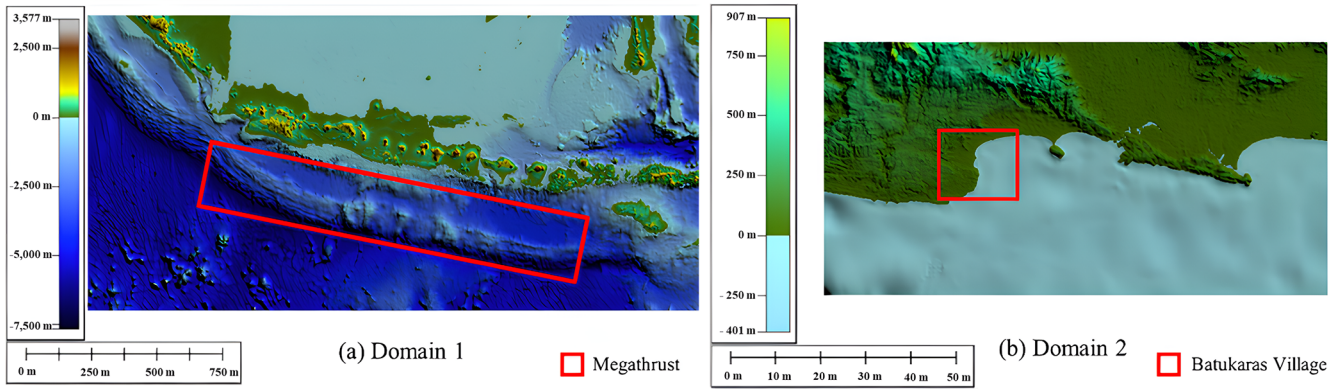 3,577 m
2,500 m
0 m
-2,500 m
-5,000 m
-7,500 m
0 m 250 m 500 m 750 m
(a) Domain 1
Megathrust
907 m
750 m
500 m
250 m
0 m
- 250 m
- 401 m
0 m 10 m 20 m 30 m 40 m 50 m
(b) Domain 2
Batukaras Village